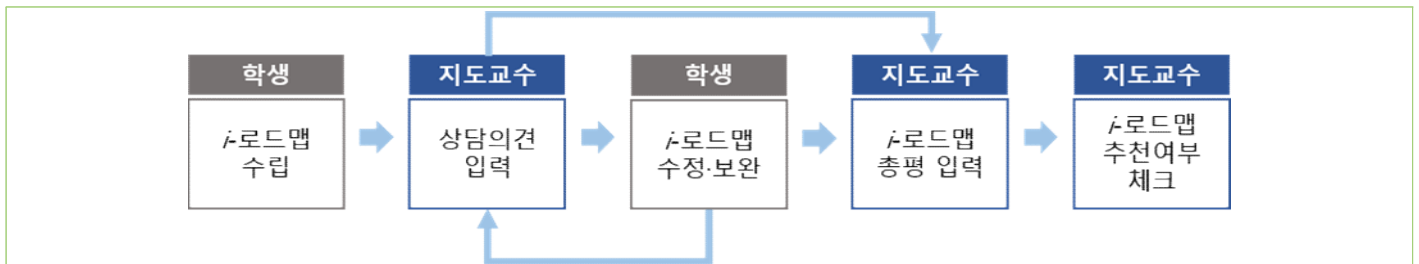 학생
i-로드맵
수립
지도교수
상담의견
입력
학생
i-로드맵
수정·보완
지도교수
i-로드맵
총평 입력
지도교수
i-로드맵
추천여부
체크